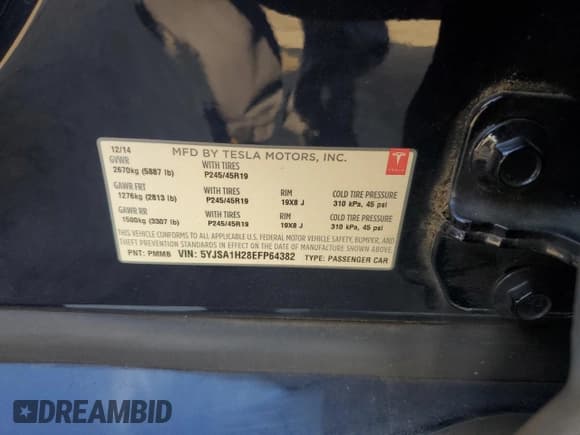 12/14 MFD BY TESLA MOTORS, INC.
GVWR WITH TIRES
2670kg (5887 lb) P245/45R19
GAWR FRT WITH TIRES RIM COLD TIRE PRESSURE
1276kg (2813 lb) P245/45R19 19X8 J 310 kPa, 45 psi
GAWR RR WITH TIRES RIM COLD TIRE PRESSURE
1500kg (3307 lb) P245/45R19 19X8 J 310 kPa, 45 psi
THIS VEHICLE CONFORMS TO ALL APPLICABLE U.S. FEDERAL MOTOR VEHICLE SAFETY, BUMPER, AND
THEFT PREVENTION STANDARDS IN EFFECT ON THE DATE OF MANUFACTURE SHOWN ABOVE.
PNT: PMMB VIN: 5YJSA1H28EFP64382 TYPE: PASSENGER CAR
DREAMBID